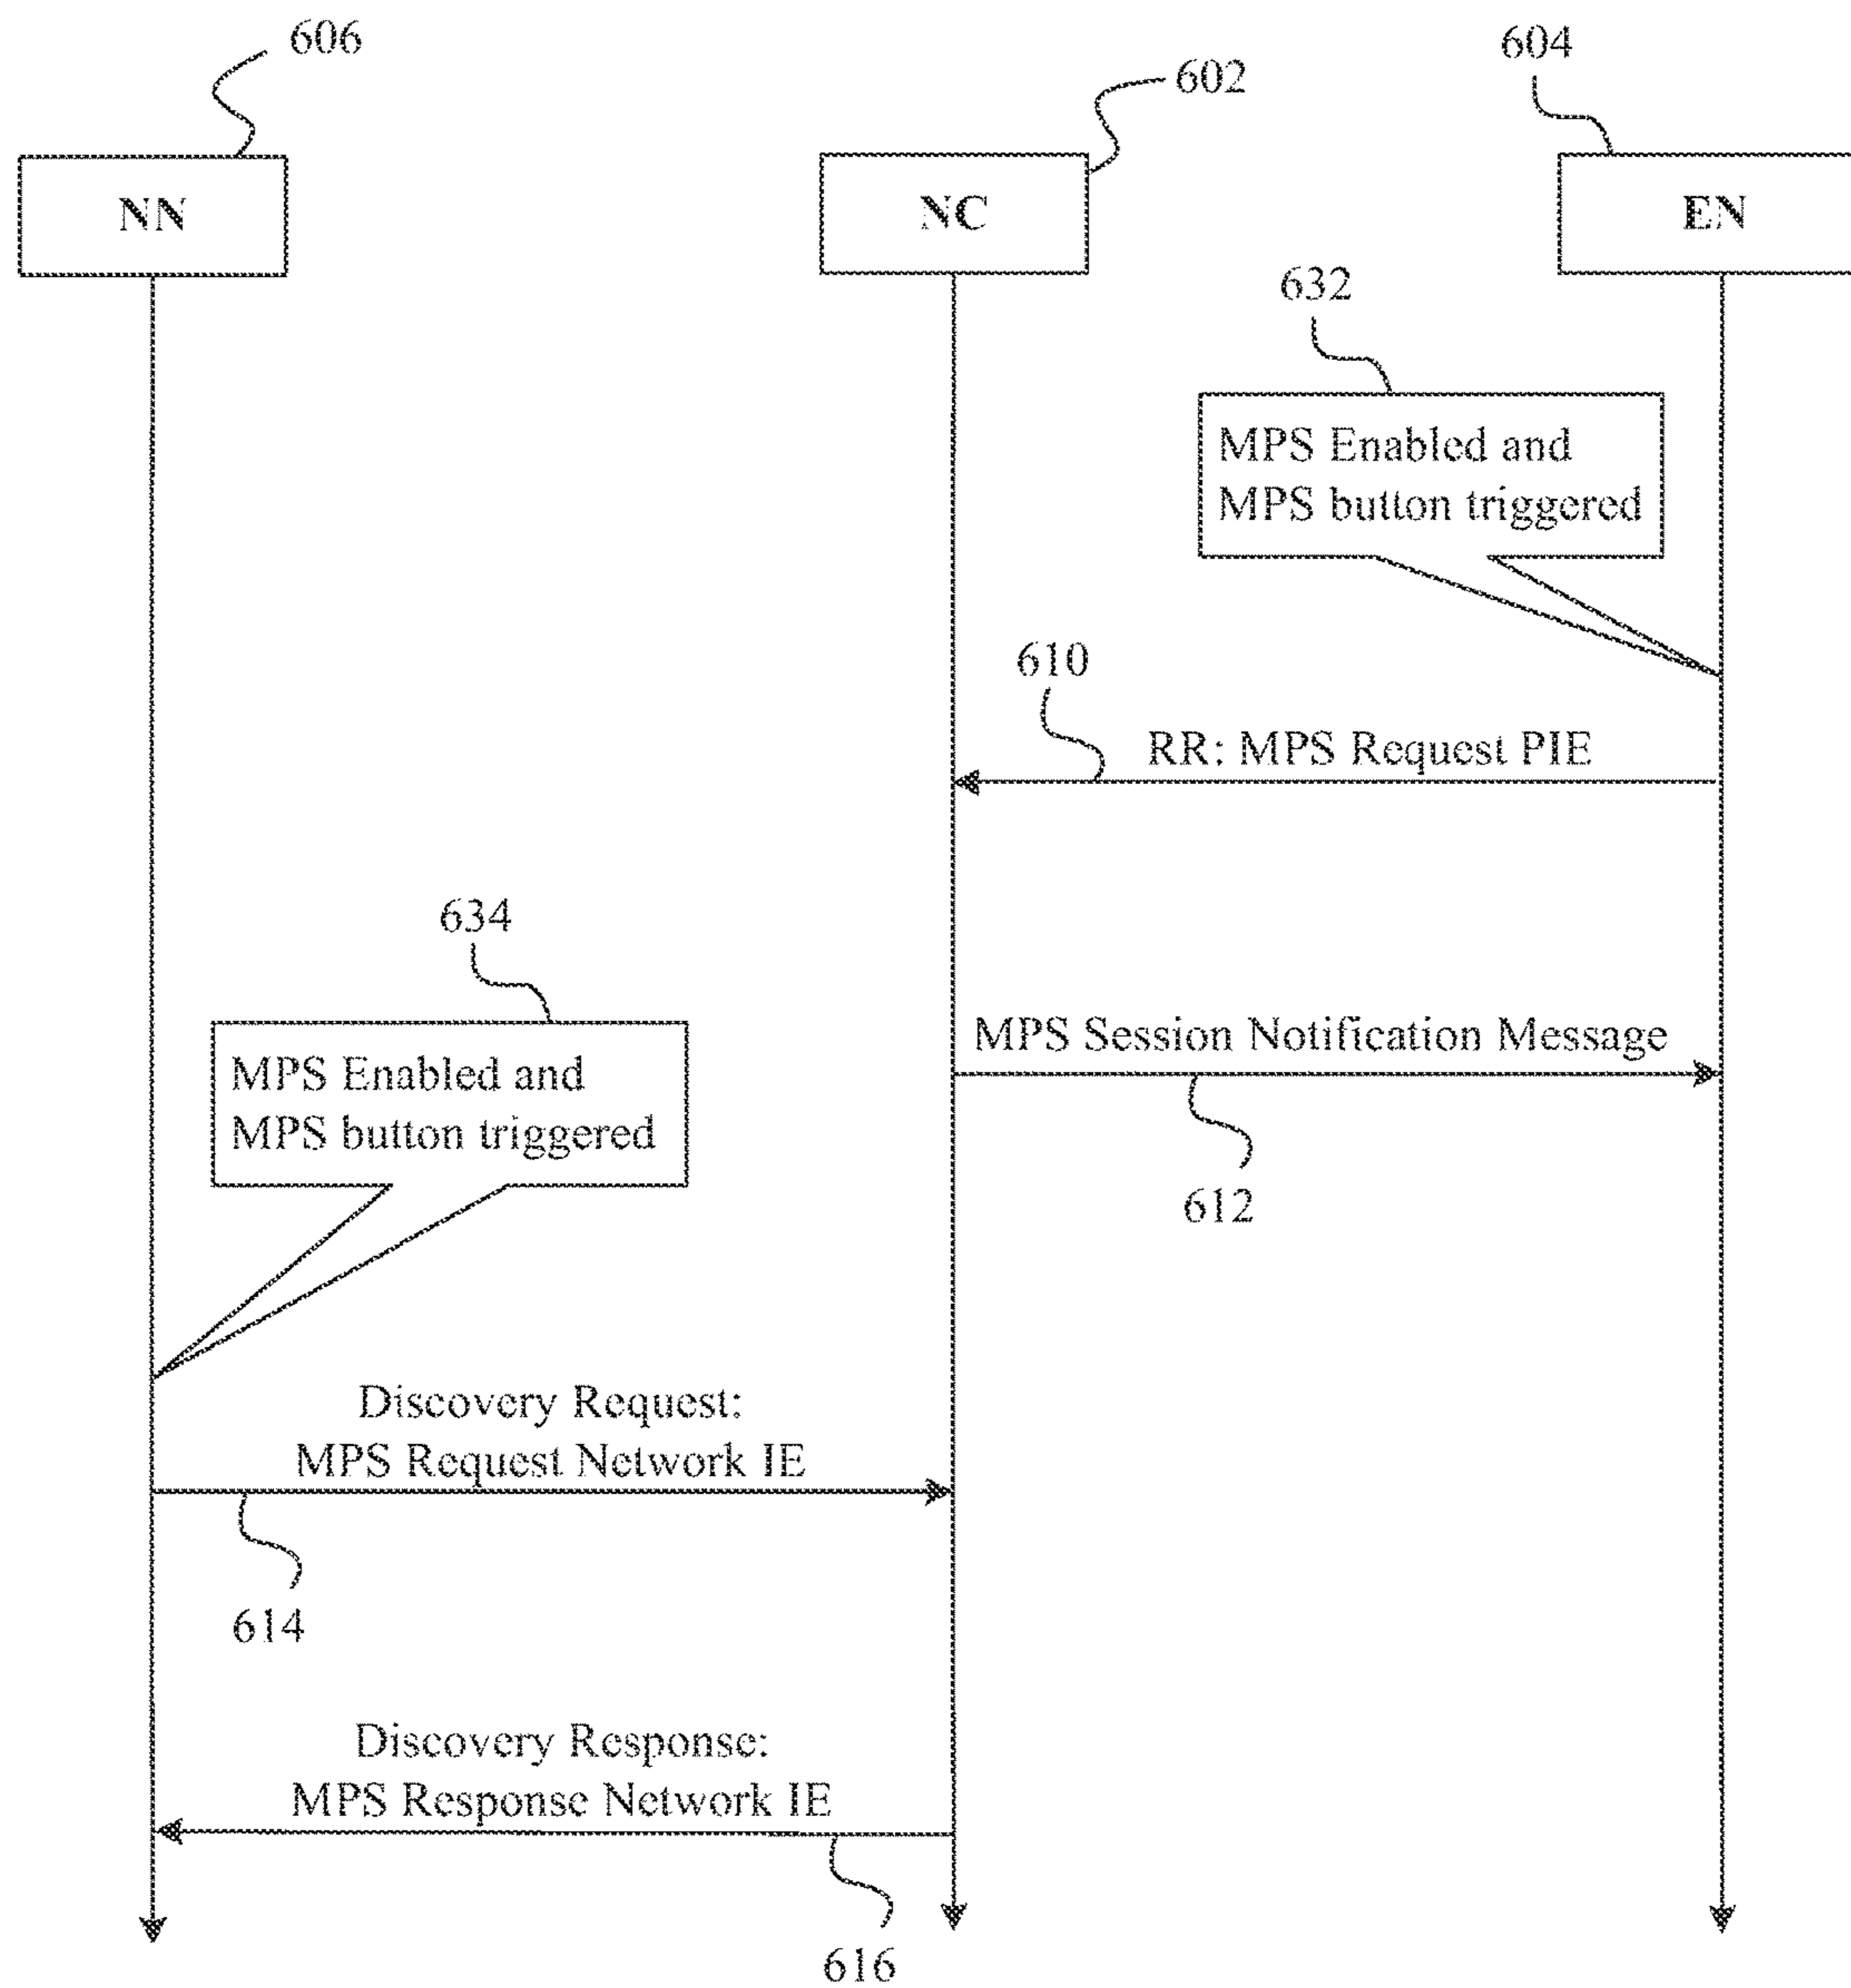 606
602
604
NN
NC
EN
632
MPS Enabled and
MPS button triggered
610
RR: MPS Request PIE
634
MPS Session Notification Message
MPS Enabled and
MPS button triggered
612
Discovery Request:
MPS Request Network IE
614
Discovery Response:
MPS Response Network IE
616